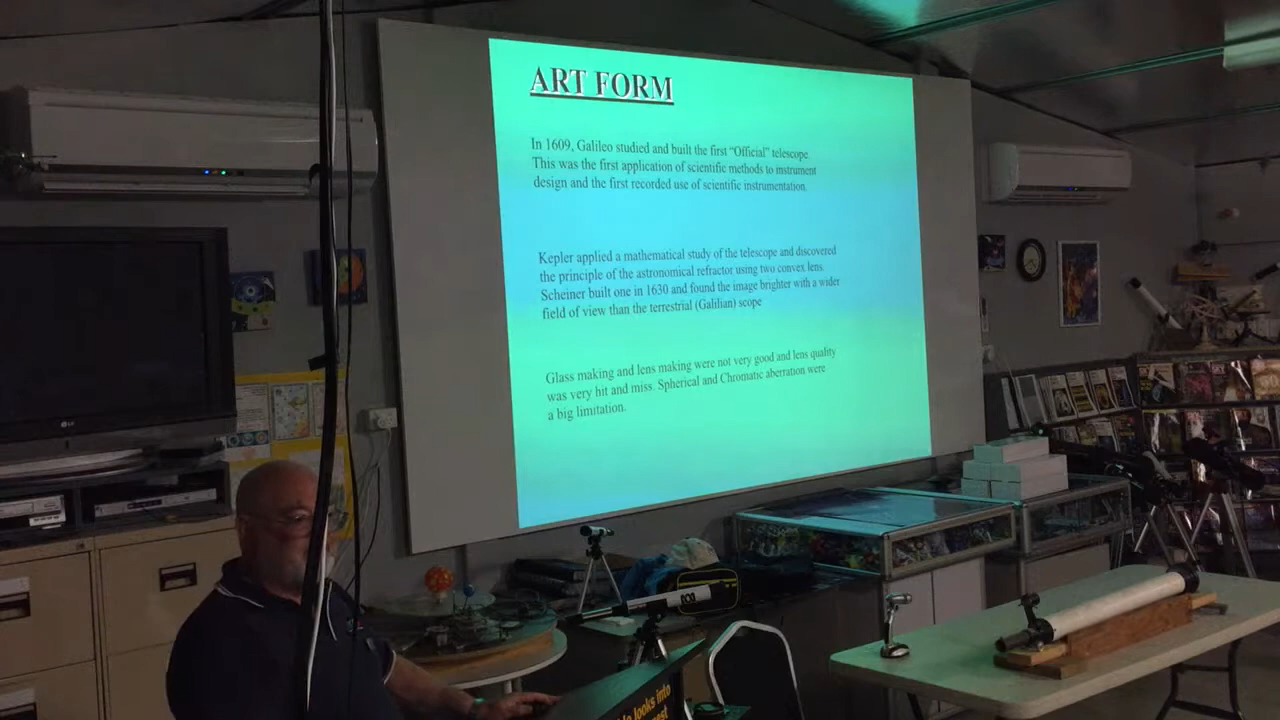 ART FORM
In 1609, Galileo studied and built the first “Official” telescope.
This was the first application of scientific methods to instrument
design and the first recorded use of scientific instrumentation.
Kepler applied a mathematical study of the telescope and discovered
the principle of the astronomical refractor using two convex lens.
Scheiner built one in 1630 and found the image brighter with a wider
field of view than the terrestrial (Galilian) scope
Glass making and lens making were not very good and lens quality
was very hit and miss. Spherical and Chromatic aberration were
a big limitation.
LG
looks into